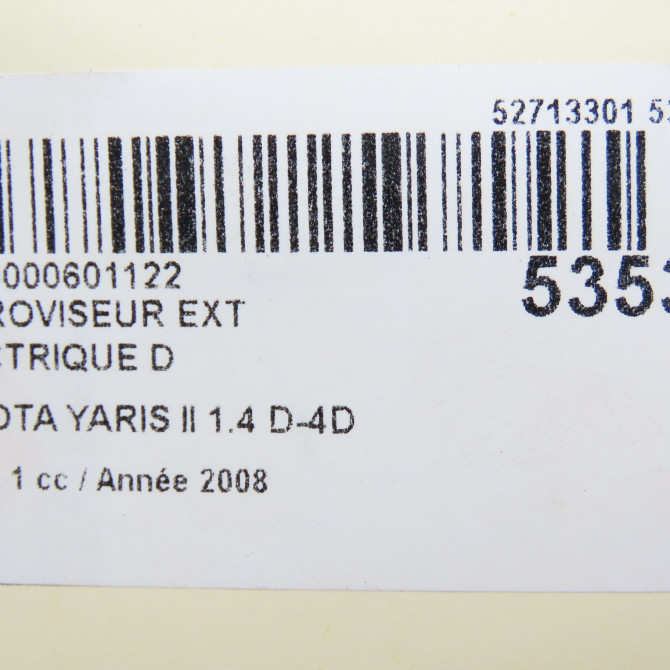 52713301 53
000601122
5353
ROVISEUR EXT
CTRIQUE D
OTA YARIS II 1.4 D-4D
1 cc / Année 2008